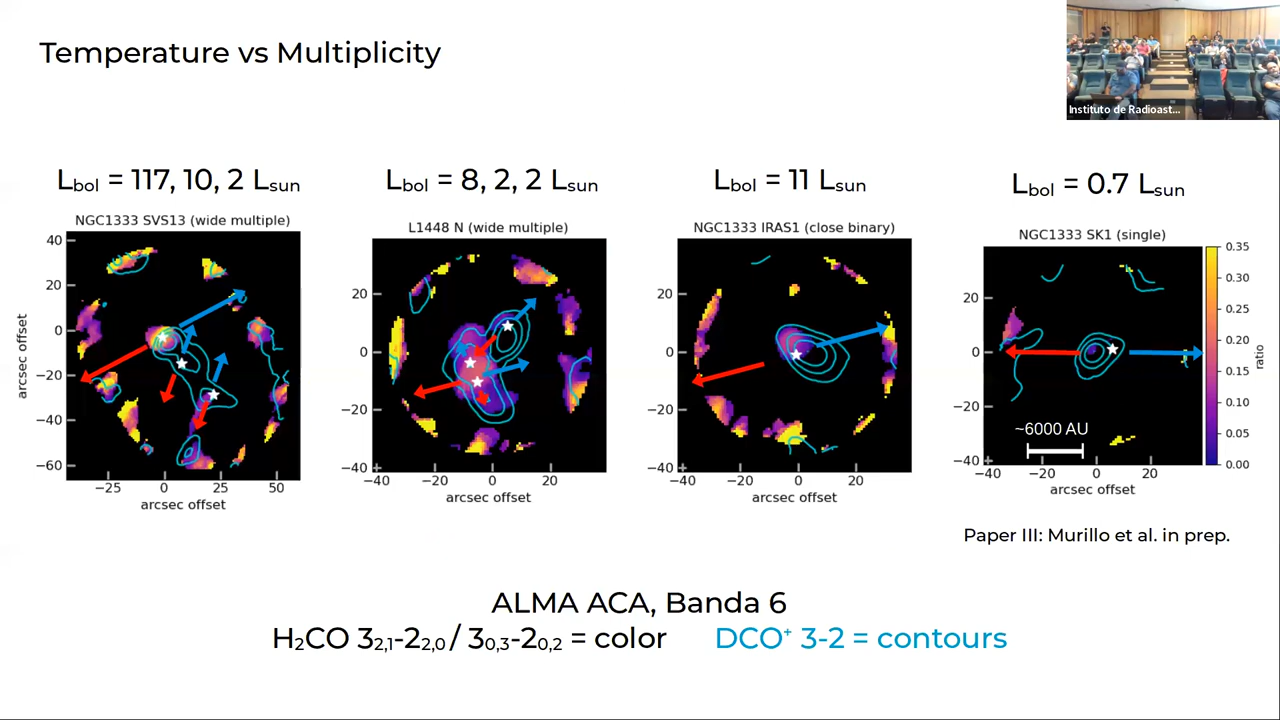 Temperature vs Multiplicity
Instituto de Radioast...
Lbol = 117, 10, 2 Lsun
Lbol = 8, 2, 2 Lsun
Lbol = 11 Lsun
Lbol = 0.7 Lsun
NGC1333 SVS13 (wide multiple)
L1448 N (wide multiple)
NGC1333 IRAS1 (close binary)
NGC1333 SK1 (single)
40
20
0
−20
−40
−60
arcsec offset
−25 0 25 50
arcsec offset
20
0
−20
−40
−40 −20 0 20
arcsec offset
20
0
−20
−40
−40 −20 0 20
arcsec offset
20
0
−20
−40
~6000 AU
−40 −20 0 20
arcsec offset
0.35
0.30
0.25
0.20
0.15
0.10
0.05
0.00
ratio
Paper III: Murillo et al. in prep.
ALMA ACA, Banda 6
H₂CO 3₂,₁-2₂,₀ / 3₀,₃-2₀,₂ = color DCO⁺ 3-2 = contours